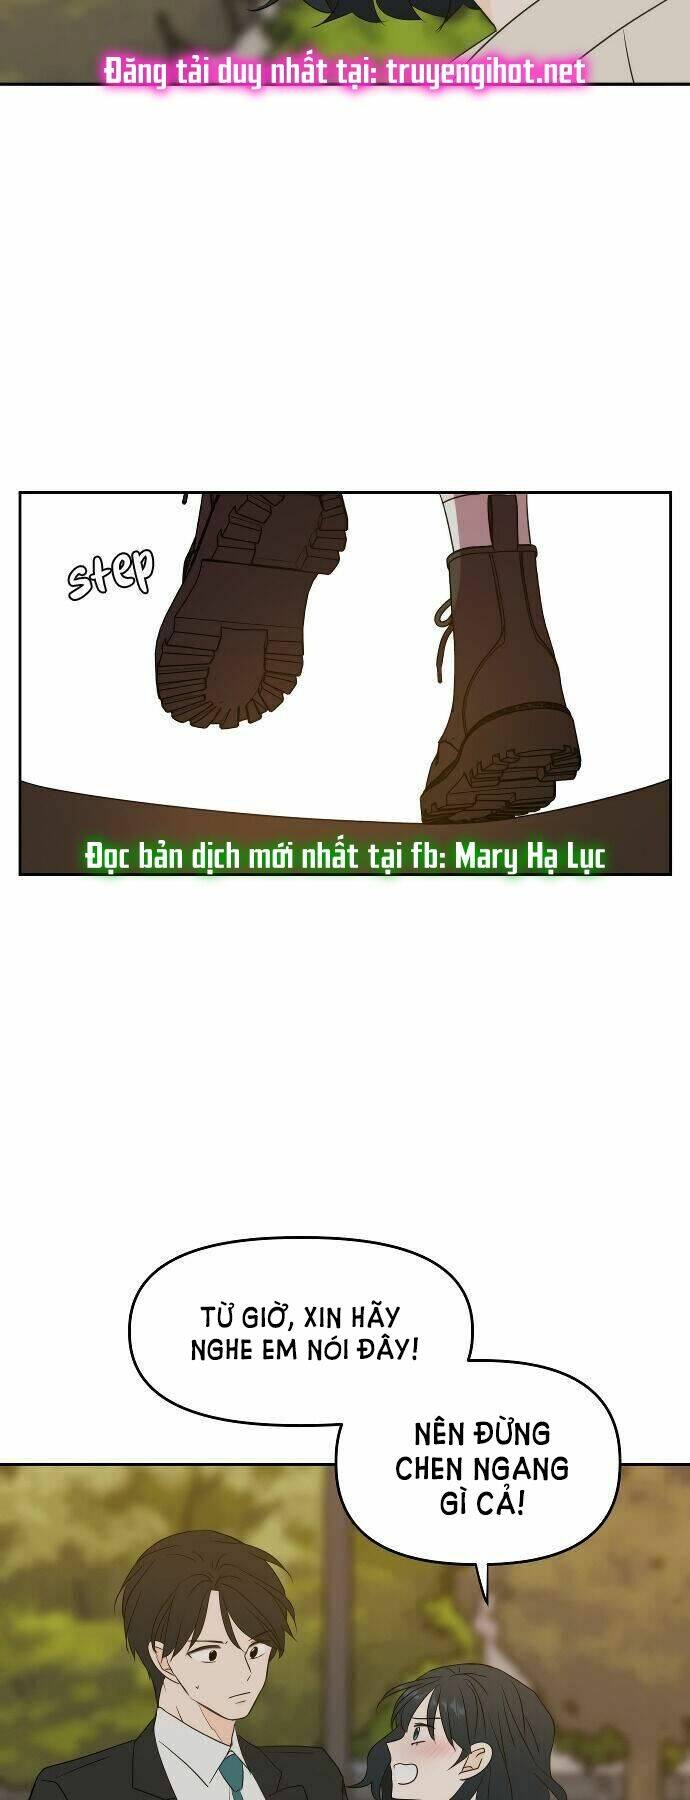 Đăng tải duy nhất tại: truyengihot.net
step
Đọc bản dịch mới nhất tại fb: Mary Hạ Lục
TỪ GIỜ, XIN HÃY
NGHE EM NÓI ĐÂY!
NÊN ĐỪNG
CHEN NGANG
GÌ CẢ!